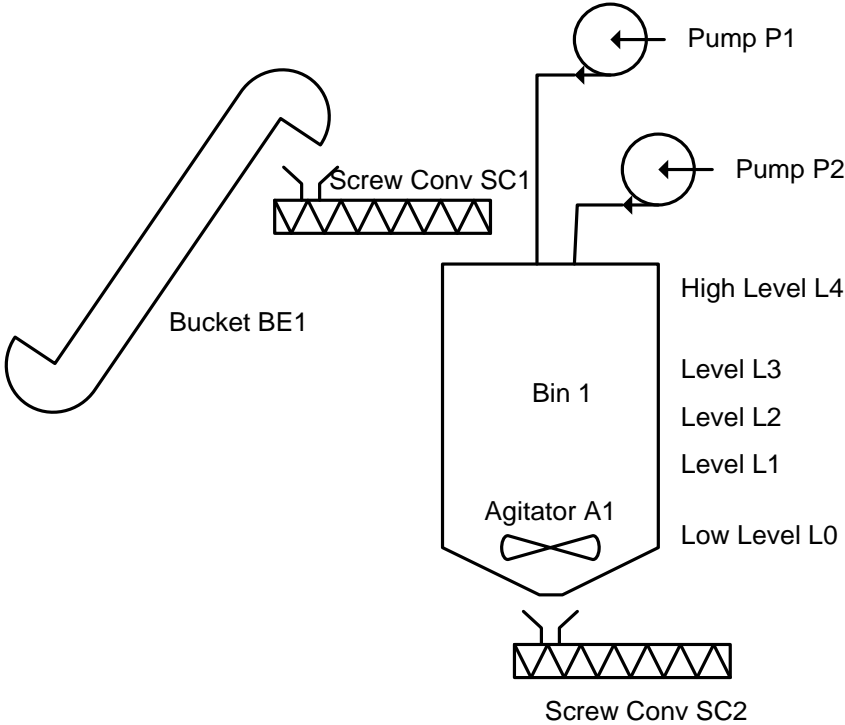 Pump P1
Pump P2
Screw Conv SC1
High Level L4
Bucket BE1
Level L3
Bin 1
Level L2
Level L1
Agitator A1
Low Level L0
Screw Conv SC2